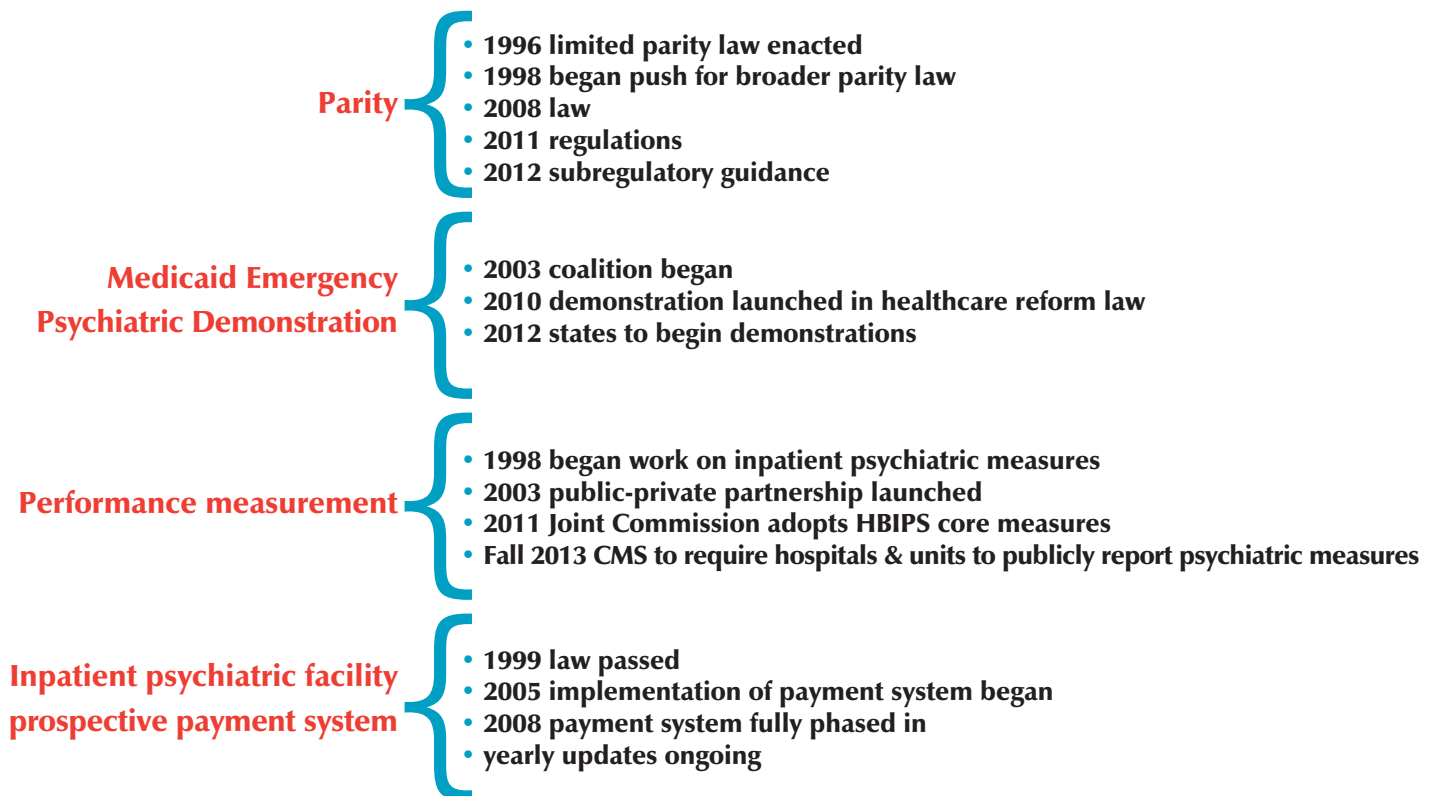 Parity
• 1996 limited parity law enacted
• 1998 began push for broader parity law
• 2008 law
• 2011 regulations
• 2012 subregulatory guidance
Medicaid Emergency
Psychiatric Demonstration
• 2003 coalition began
• 2010 demonstration launched in healthcare reform law
• 2012 states to begin demonstrations
Performance measurement
• 1998 began work on inpatient psychiatric measures
• 2003 public-private partnership launched
• 2011 Joint Commission adopts HBIPS core measures
• Fall 2013 CMS to require hospitals & units to publicly report psychiatric measures
Inpatient psychiatric facility
prospective payment system
• 1999 law passed
• 2005 implementation of payment system began
• 2008 payment system fully phased in
• yearly updates ongoing